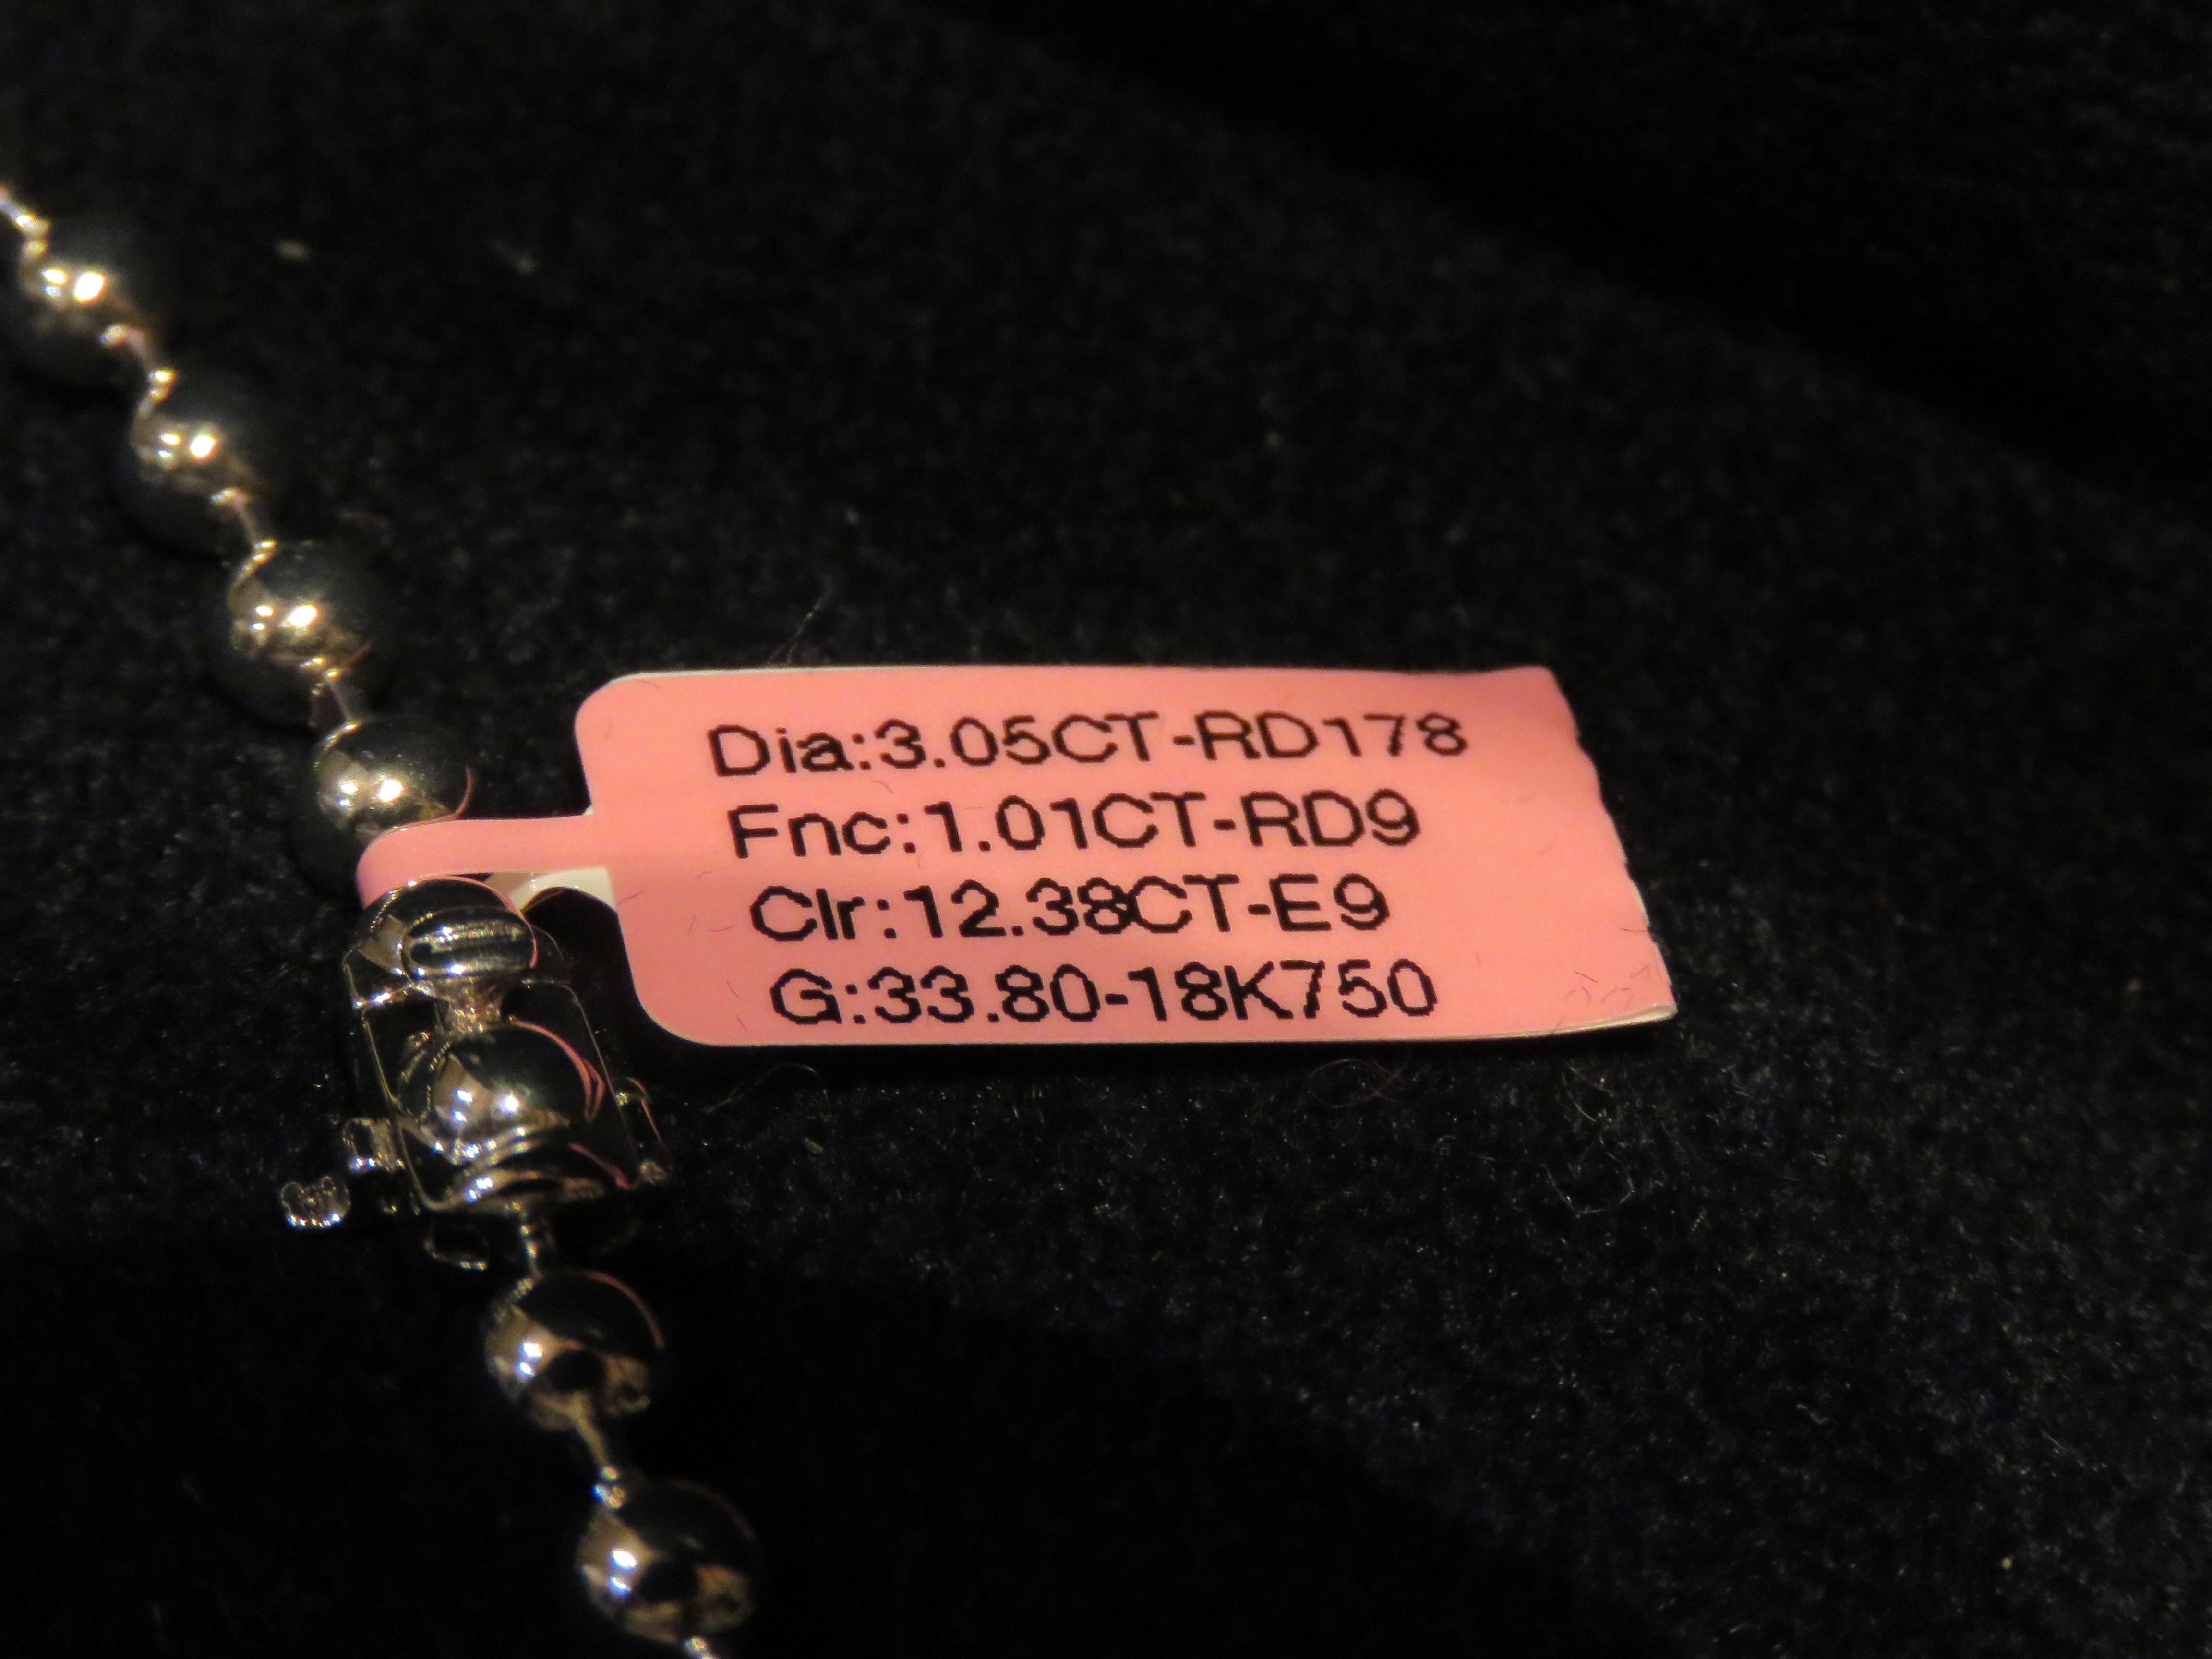 Dia:3.05CT-RD178
Fnc:1.01CT-RD9
Clr:12.38CT-E9
G:33.80-18K750